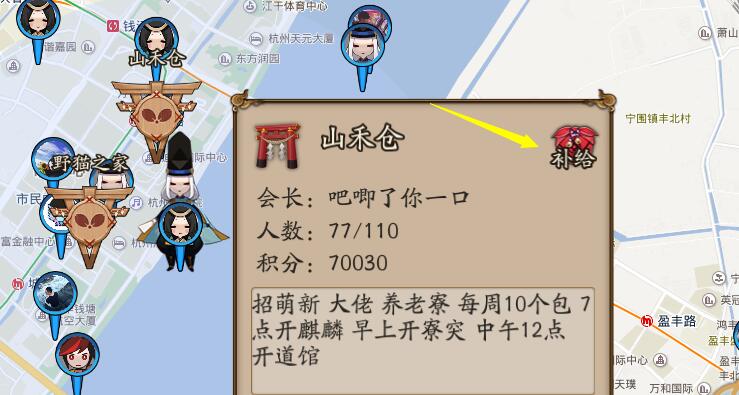 江干体育中心
钱江
谐嘉园
杭州天元大厦
东方润园
萧山
山禾仓
宁围镇丰北村
野猫之家
市民
富金融中心
钱塘
航空大厦
山禾仓
补给
会长：吧唧了你一口
人数：77/110
积分：70030
招萌新 大佬 养老寮 每周10个包 7
点开麒麟 早上开寮突 中午12点
开道馆
英冠
盈丰路
鸿丰
盈丰
丰北
国际中心
天璞
万和国际